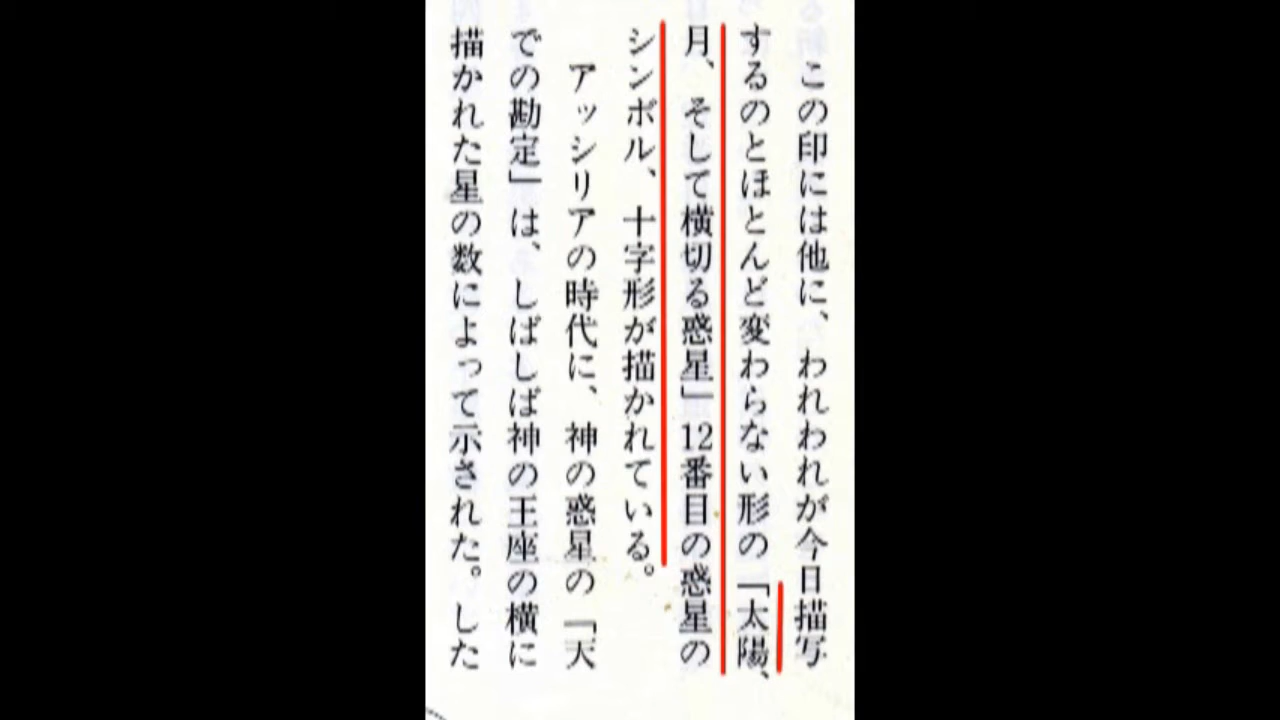 この印には他に、われわれが今日描写
するのとほとんど変わらない形の「太陽、
月、そして横切る惑星」12番目の惑星の
シンボル、十字形が描かれている。
アッシリアの時代に、神の惑星の「天
での勘定」は、しばしば神の王座の横に
描かれた星の数によって示された。した